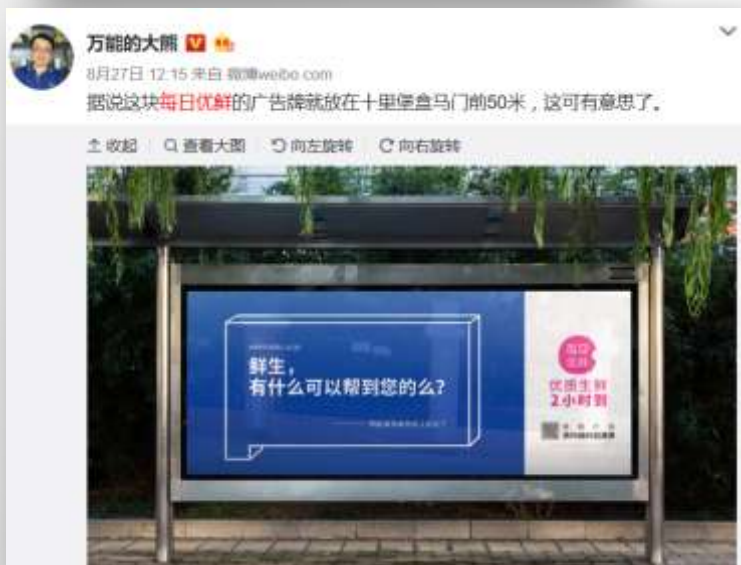 万能的大熊
8月27日 12:15 来自 微博weibo.com
据说这块每日优鲜的广告牌就放在十里堡盒马门前50米，这可有意思了。
收起 查看大图 向左旋转 向右旋转
鲜生，
有什么可以帮到您的么？
每日
优鲜
优质生鲜
2小时到